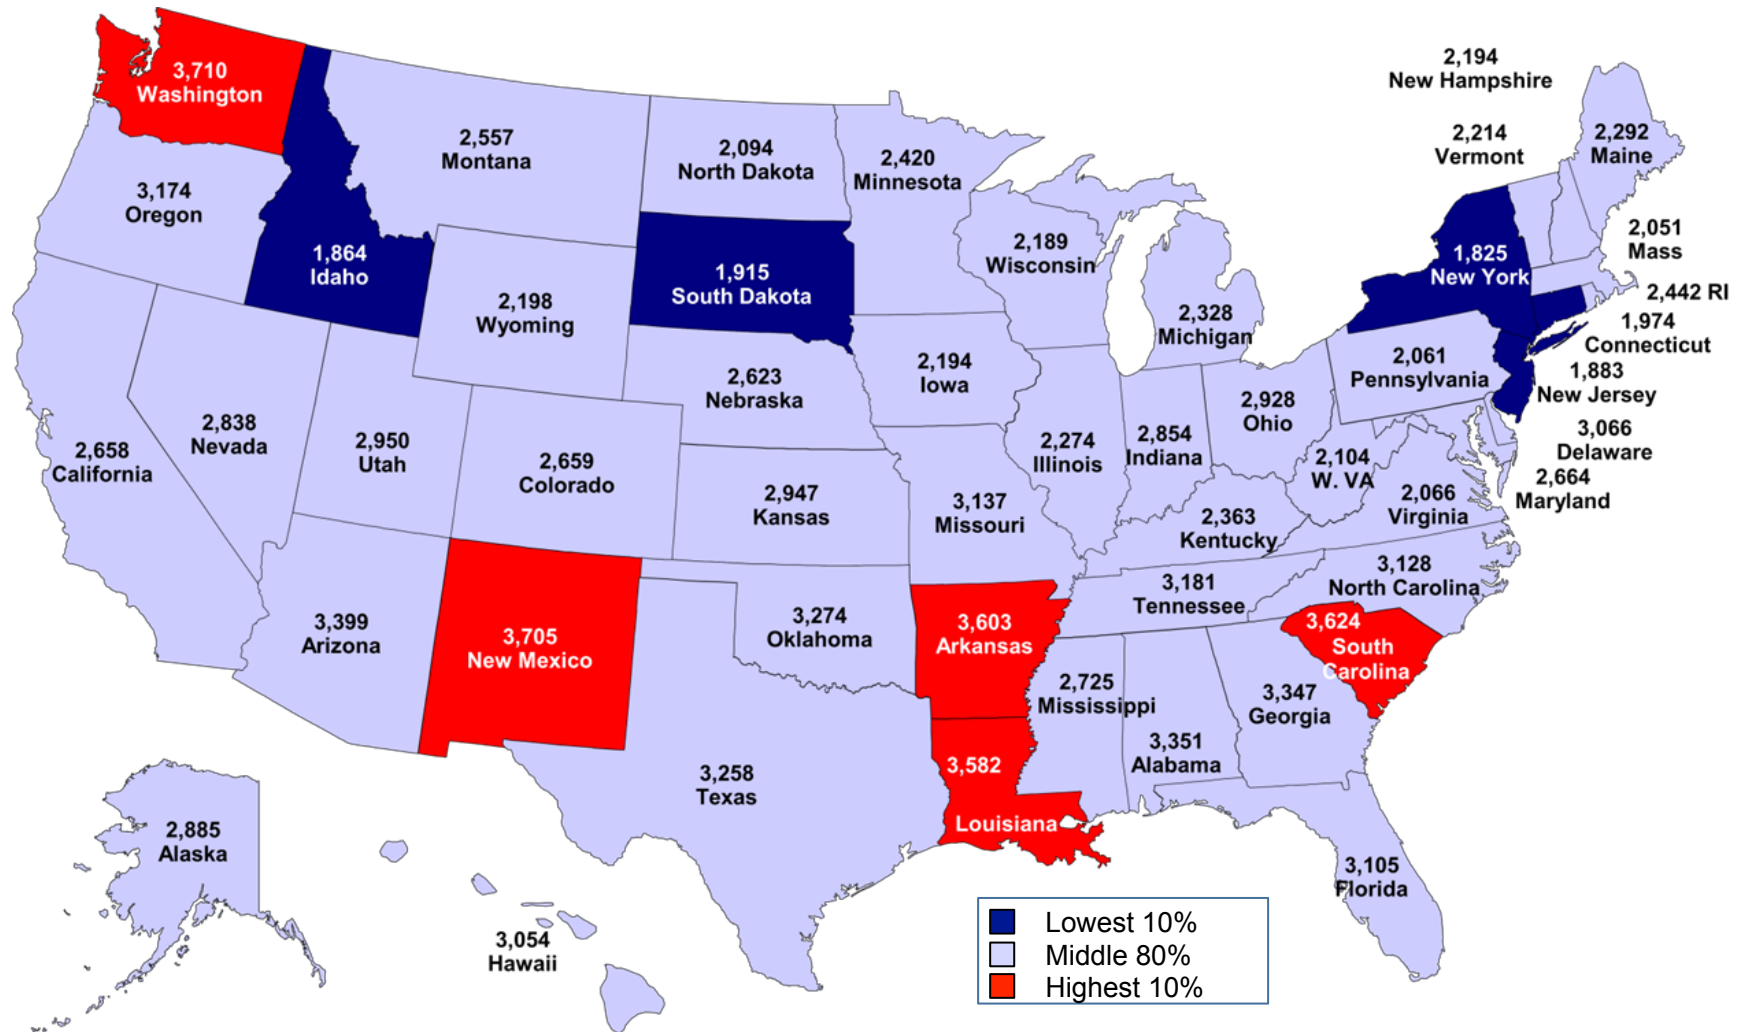 3,710
Washington
3,174
Oregon
1,864
Idaho
2,557
Montana
2,094
North Dakota
2,420
Minnesota
2,194
New Hampshire
2,214
Vermont
2,292
Maine
2,051
Mass
2,442 RI
1,974
Connecticut
1,883
New Jersey
3,066
Delaware
2,664
Maryland
1,825
New York
2,189
Wisconsin
2,328
Michigan
1,915
South Dakota
2,198
Wyoming
2,658
California
2,838
Nevada
2,950
Utah
2,659
Colorado
2,623
Nebraska
2,947
Kansas
2,194
Iowa
3,137
Missouri
2,274
Illinois
2,854
Indiana
2,928
Ohio
2,061
Pennsylvania
2,104
W. VA
2,066
Virginia
2,363
Kentucky
3,181
Tennessee
3,128
North Carolina
3,624
South
Carolina
3,399
Arizona
3,705
New Mexico
3,274
Oklahoma
3,603
Arkansas
2,725
Mississippi
3,351
Alabama
3,347
Georgia
3,258
Texas
3,582
Louisiana
3,105
Florida
2,885
Alaska
3,054
Hawaii
Lowest 10%
Middle 80%
Highest 10%